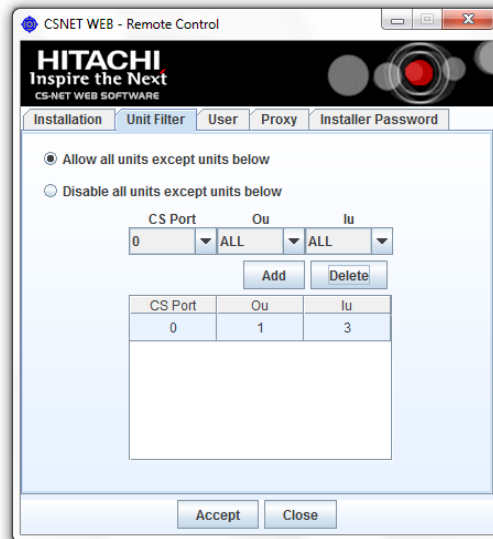 CSNET WEB - Remote Control
HITACHI
Inspire the Next
CS-NET WEB SOFTWARE
Installation Unit Filter User Proxy Installer Password
Allow all units except units below
Disable all units except units below
CS Port Ou Iu
0 ALL ALL
Add Delete
CS Port Ou Iu
0 1 3
Accept Close